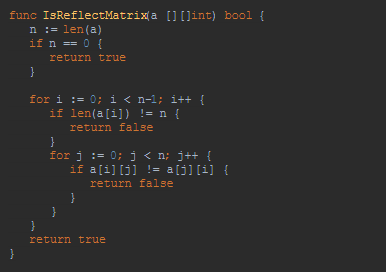 func IsReflectMatrix(a [][]int) bool {
    n := len(a)
    if n == 0 {
        return true
    }

    for i := 0; i < n-1; i++ {
        if len(a[i]) != n {
            return false
        }
        for j := 0; j < n; j++ {
            if a[i][j] != a[j][i] {
                return false
            }
        }
    }
    return true
}